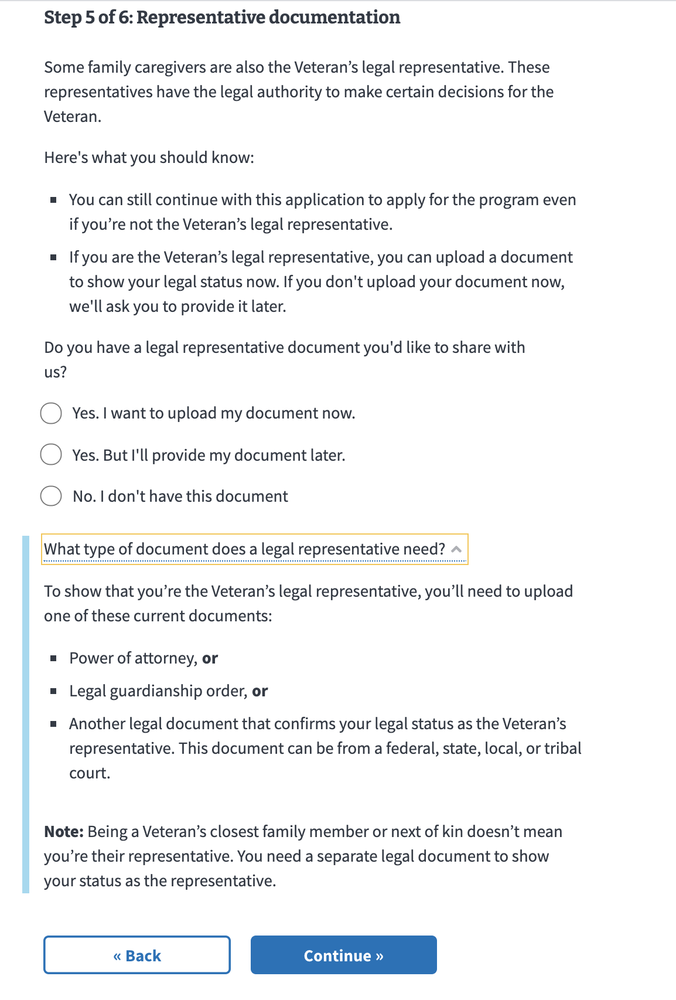 Step 5 of 6: Representative documentation
Some family caregivers are also the Veteran’s legal representative. These
representatives have the legal authority to make certain decisions for the
Veteran.
Here's what you should know:
▪ You can still continue with this application to apply for the program even
if you’re not the Veteran’s legal representative.
▪ If you are the Veteran’s legal representative, you can upload a document
to show your legal status now. If you don't upload your document now,
we'll ask you to provide it later.
Do you have a legal representative document you'd like to share with
us?
Yes. I want to upload my document now.
Yes. But I'll provide my document later.
No. I don't have this document
What type of document does a legal representative need?
To show that you’re the Veteran’s legal representative, you’ll need to upload
one of these current documents:
▪ Power of attorney, or
▪ Legal guardianship order, or
▪ Another legal document that confirms your legal status as the Veteran’s
representative. This document can be from a federal, state, local, or tribal
court.
Note: Being a Veteran’s closest family member or next of kin doesn’t mean
you’re their representative. You need a separate legal document to show
your status as the representative.
« Back
Continue »